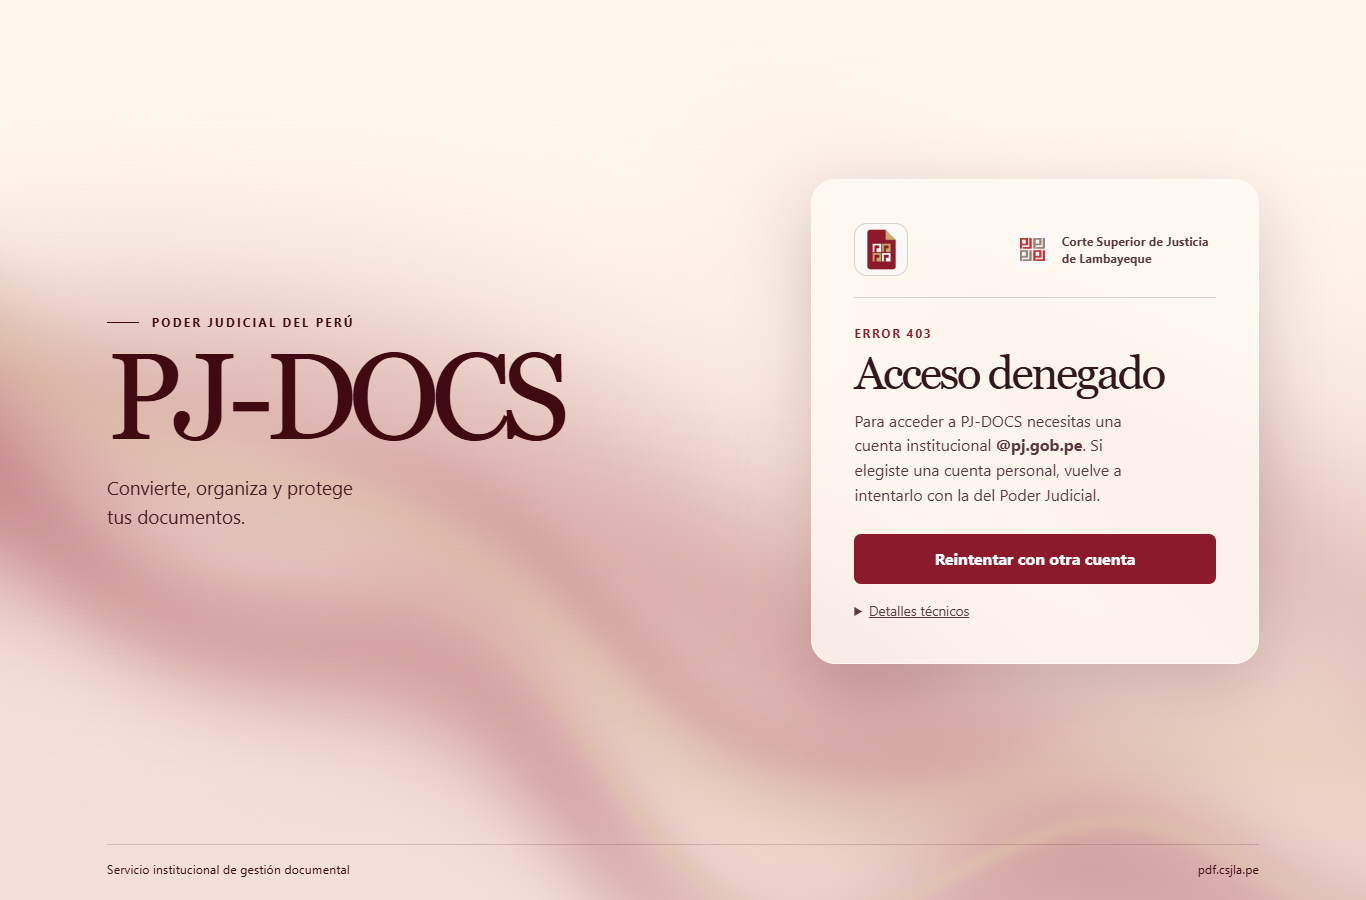 PODER JUDICIAL DEL PERÚ
PJ-DOCS
Convierte, organiza y protege
tus documentos.
Corte Superior de Justicia
de Lambayeque
ERROR 403
Acceso denegado
Para acceder a PJ-DOCS necesitas una
cuenta institucional @pj.gob.pe. Si
elegiste una cuenta personal, vuelve a
intentarlo con la del Poder Judicial.
Reintentar con otra cuenta
Detalles técnicos
Servicio institucional de gestión documental
pdf.csjla.pe